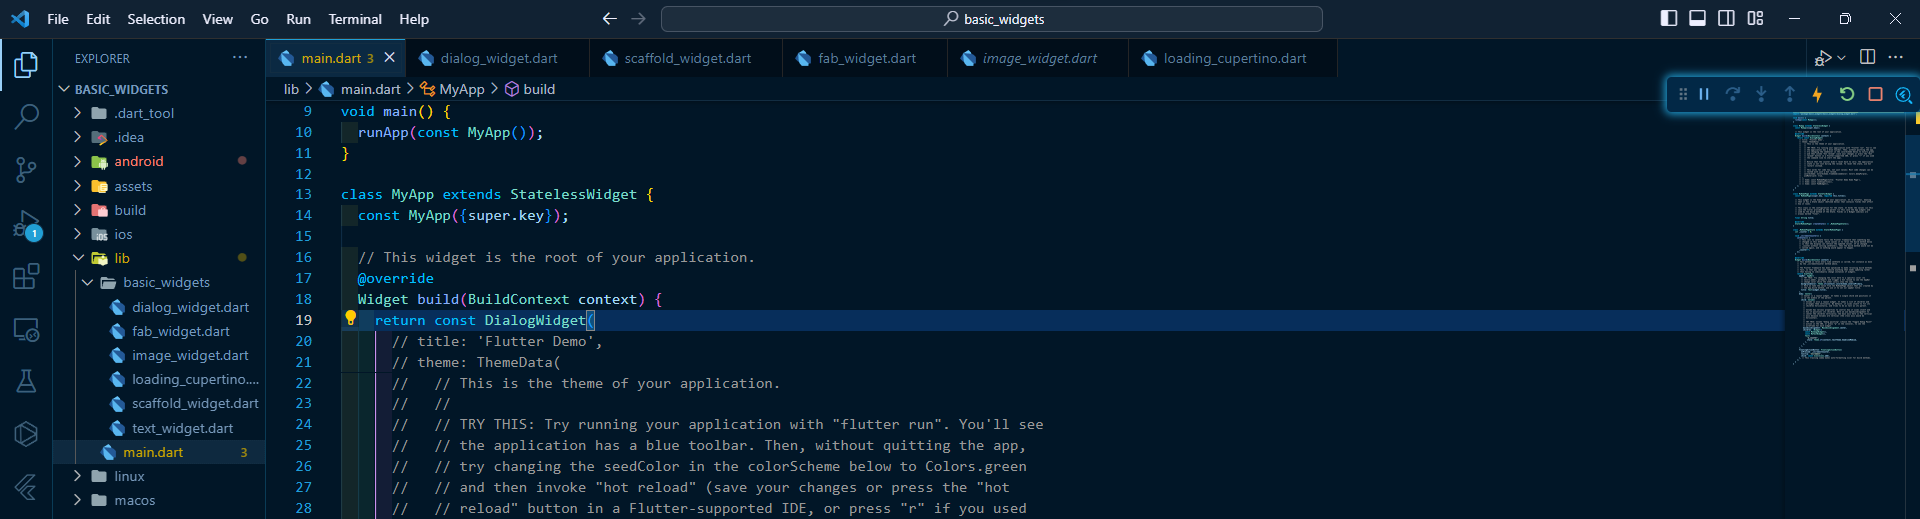 File Edit Selection View Go Run Terminal Help basic_widgets
EXPLORER
main.dart 3 dialog_widget.dart scaffold_widget.dart fab_widget.dart image_widget.dart loading_cupertino.dart
lib > main.dart > MyApp > build
BASIC_WIDGETS
.dart_tool
.idea
android
assets
build
iOS ios
lib
basic_widgets
dialog_widget.dart
fab_widget.dart
image_widget.dart
loading_cupertino....
scaffold_widget.dart
text_widget.dart
main.dart 3
linux
macos
1
9 void main() {
10 runApp(const MyApp());
11 }
12
13 class MyApp extends StatelessWidget {
14 const MyApp({super.key});
15
16 // This widget is the root of your application.
17 @override
18 Widget build(BuildContext context) {
19 return const DialogWidget(
20 // title: 'Flutter Demo',
21 // theme: ThemeData(
22 // // This is the theme of your application.
23 // //
24 // // TRY THIS: Try running your application with "flutter run". You'll see
25 // // the application has a blue toolbar. Then, without quitting the app,
26 // // try changing the seedColor in the colorScheme below to Colors.green
27 // // and then invoke "hot reload" (save your changes or press the "hot
28 // // reload" button in a Flutter-supported IDE, or press "r" if you used